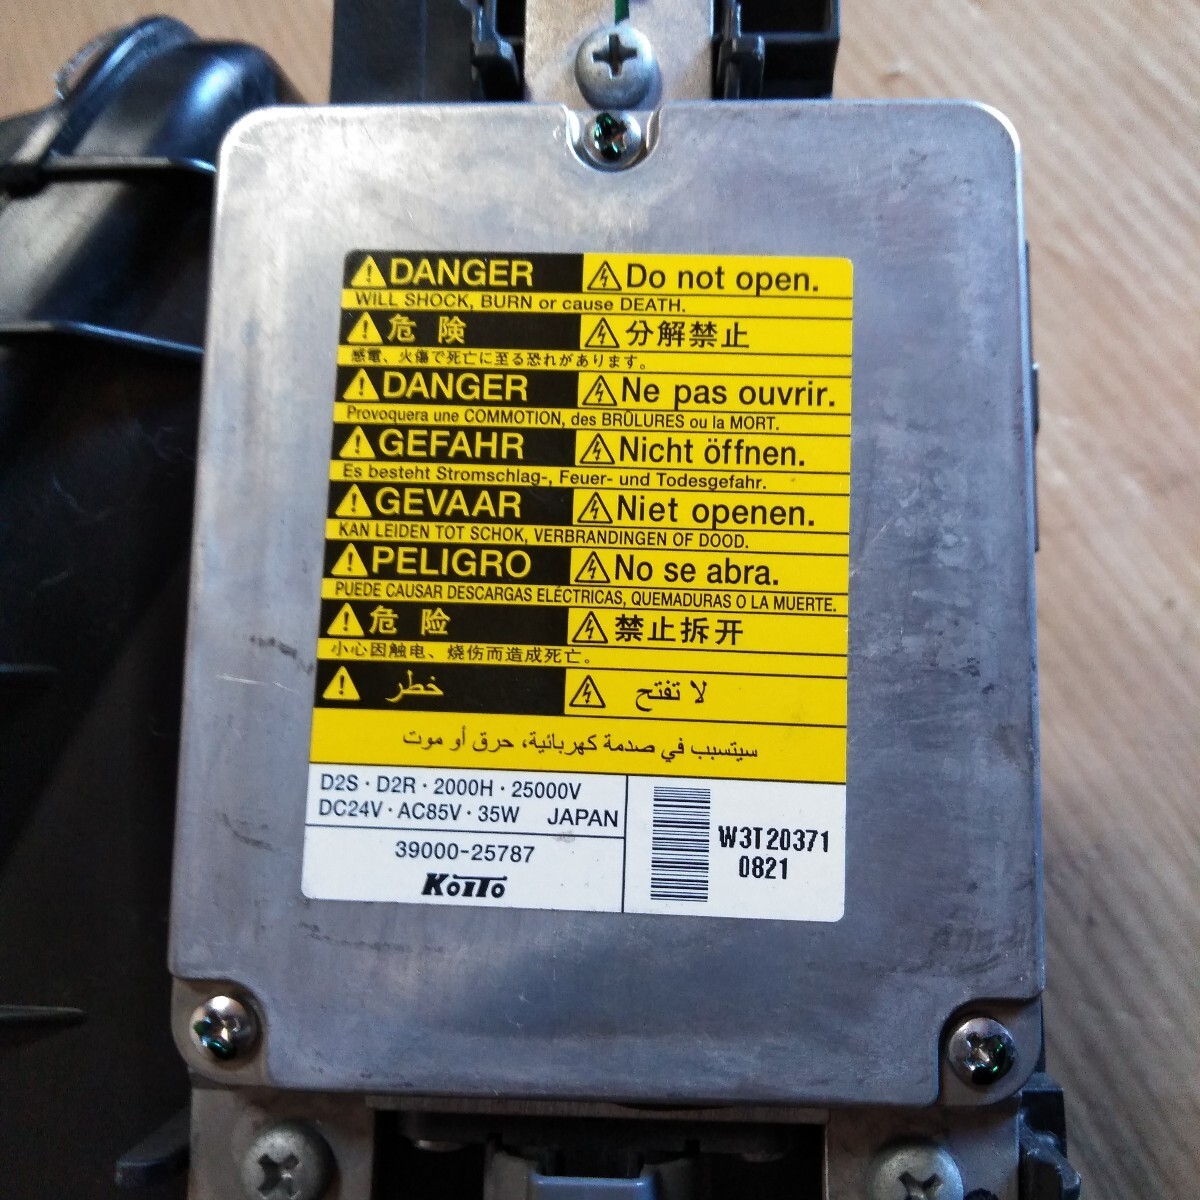 DANGER Do not open.
WILL SHOCK, BURN or cause DEATH.
危険 分解禁止
感電、火傷で死亡に至る恐れがあります。
DANGER Ne pas ouvrir.
Provoquera une COMMOTION, des BRÛLURES ou la MORT.
GEFAHR Nicht öffnen.
Es besteht Stromschlag-, Feuer- und Todesgefahr.
GEVAAR Niet openen.
KAN LEIDEN TOT SCHOK, VERBRANDINGEN OF DOOD.
PELIGRO No se abra.
PUEDE CAUSAR DESCARGAS ELÉCTRICAS, QUEMADURAS O LA MUERTE.
危险 禁止拆开
小心因触电、烧伤而造成死亡。
خطر لا تفتح
سيتسبب في صدمة كهربائية، حرق أو موت
D2S・D2R・2000H・25000V
DC24V・AC85V・35W JAPAN
39000-25787
KOITO
W3T20371
0821